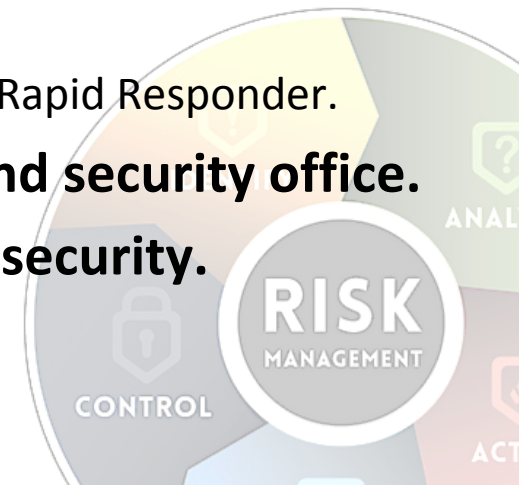 Rapid Responder.
nd security office.
security.
ANAL
RISK
MANAGEMENT
CONTROL
ACT